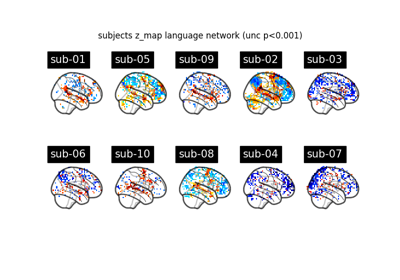 subjects z_map language network (unc p<0.001)
sub-01 sub-05 sub-09 sub-02 sub-03
sub-06 sub-10 sub-08 sub-04 sub-07